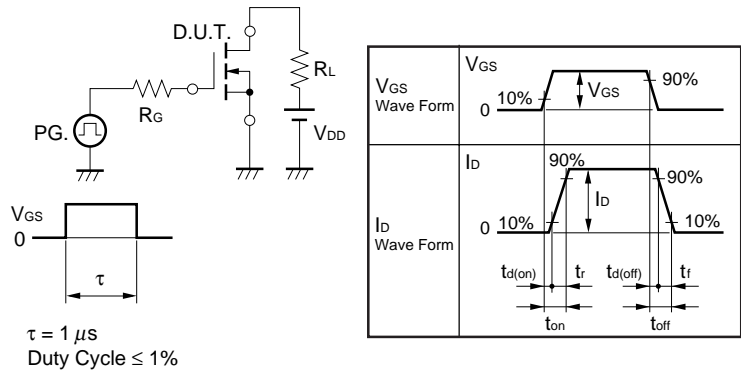 D.U.T.
RL
RG
PG.
VDD
VGS
0
τ
τ = 1 μs
Duty Cycle ≤ 1%
VGS
Wave Form
VGS
10%
0
VGS
90%
ID
Wave Form
ID
90%
90%
ID
0 10%
10%
td(on) tr td(off) tf
ton toff